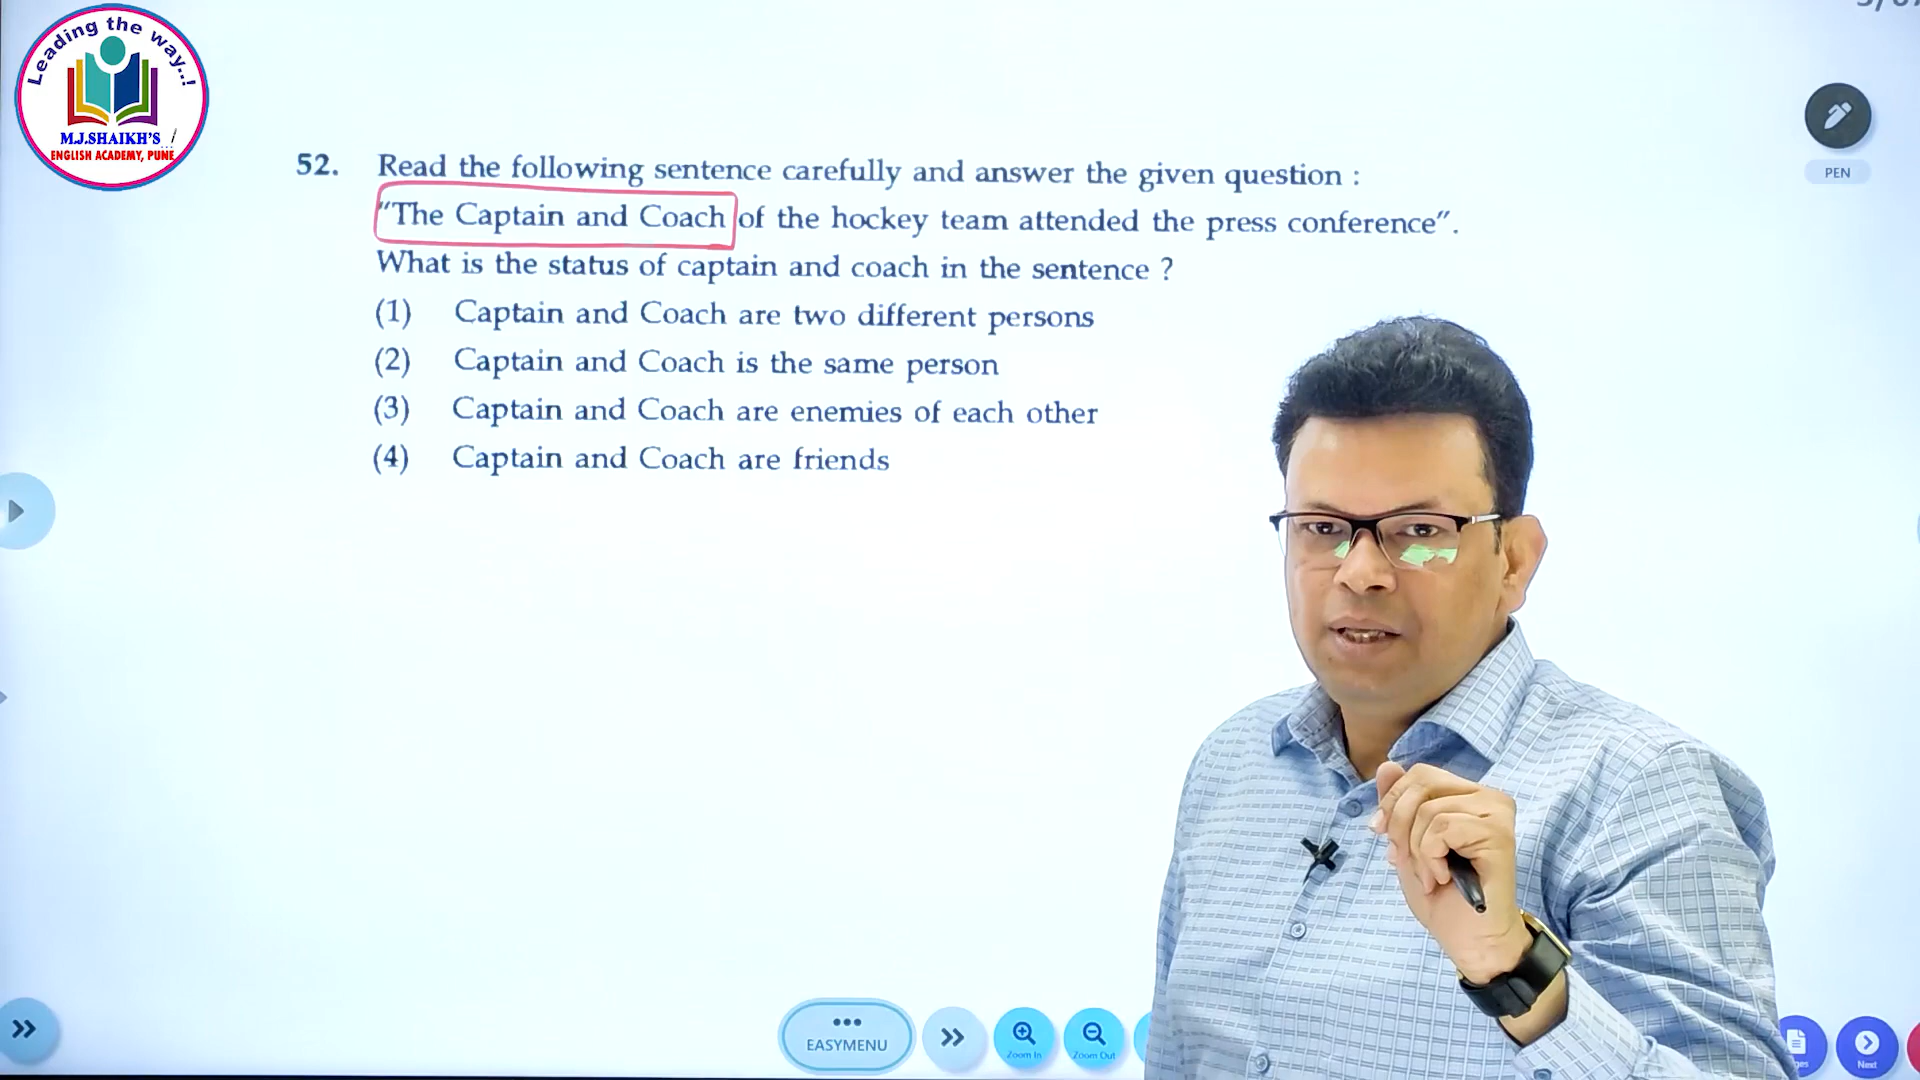 Leading the way..!
M.J.SHAIKH'S
ENGLISH ACADEMY, PUNE
PEN
52. Read the following sentence carefully and answer the given question :
"The Captain and Coach of the hockey team attended the press conference".
What is the status of captain and coach in the sentence ?
(1) Captain and Coach are two different persons
(2) Captain and Coach is the same person
(3) Captain and Coach are enemies of each other
(4) Captain and Coach are friends
EASYMENU
Zoom In
Zoom Out
Next